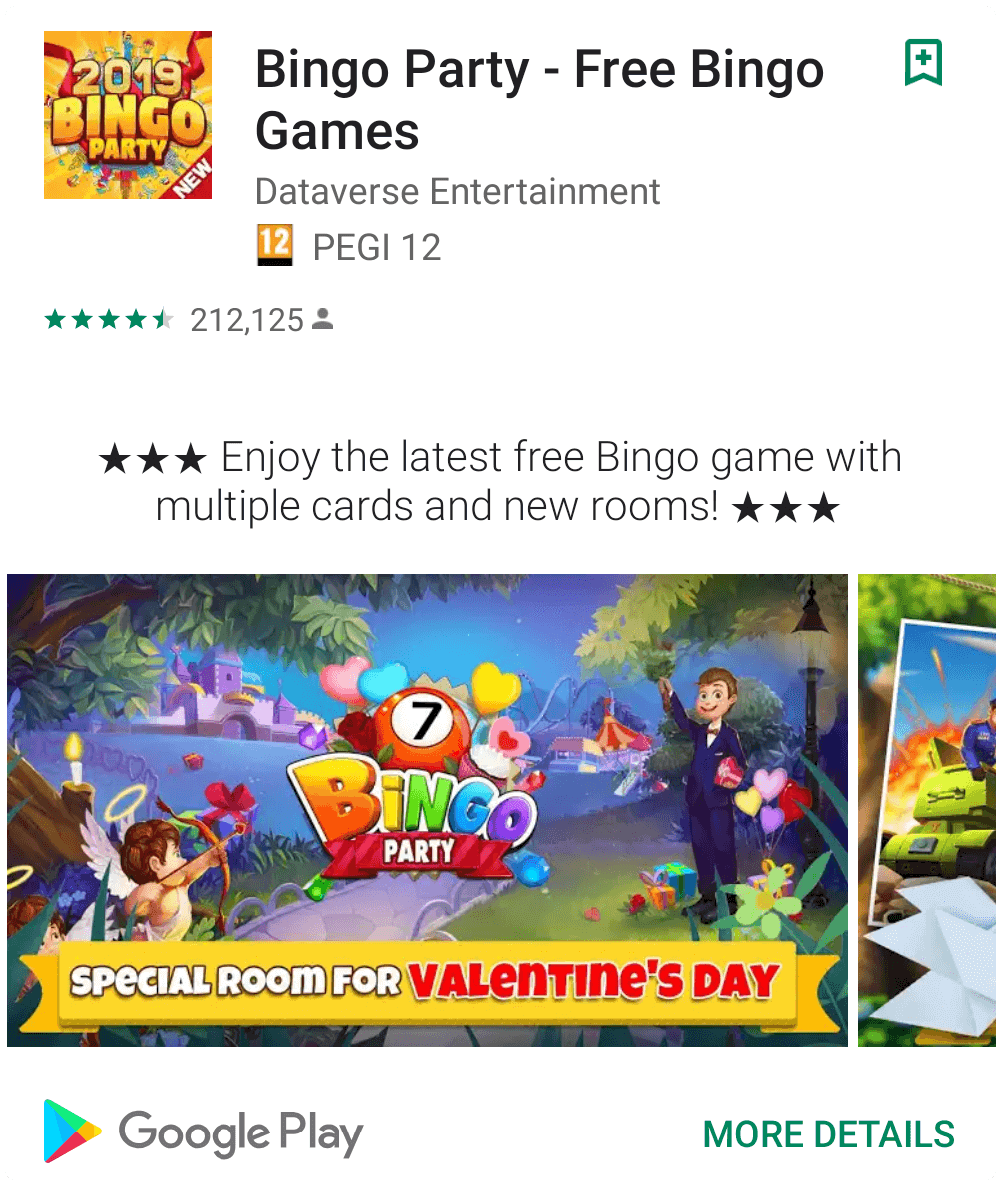 2019
BINGO
PARTY
NEW
Bingo Party - Free Bingo
Games
Dataverse Entertainment
12 PEGI 12
212,125
★★★ Enjoy the latest free Bingo game with
multiple cards and new rooms! ★★★
7
BiNGO
PARTY
SPECIAL ROOM FOR VALENTINE'S DAY
Google Play
MORE DETAILS